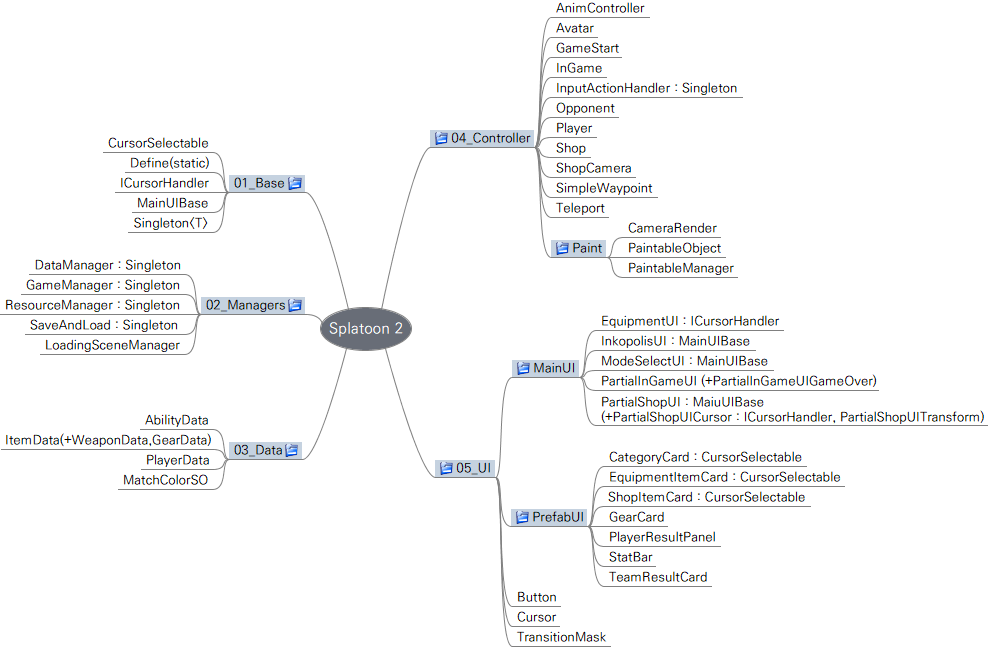 Splatoon 2
01_Base
CursorSelectable
Define(static)
ICursorHandler
MainUIBase
Singleton<T>
02_Managers
DataManager : Singleton
GameManager : Singleton
ResourceManager : Singleton
SaveAndLoad : Singleton
LoadingSceneManager
03_Data
AbilityData
ItemData(+WeaponData,GearData)
PlayerData
MatchColorSO
04_Controller
AnimController
Avatar
GameStart
InGame
InputActionHandler : Singleton
Opponent
Player
Shop
ShopCamera
SimpleWaypoint
Teleport
Paint
CameraRender
PaintableObject
PaintableManager
05_UI
MainUI
EquipmentUI : ICursorHandler
InkopolisUI : MainUIBase
ModeSelectUI : MainUIBase
PartialInGameUI (+PartialInGameUIGameOver)
PartialShopUI : MaiuUIBase
(+PartialShopUICursor : ICursorHandler, PartialShopUITransform)
PrefabUI
CategoryCard : CursorSelectable
EquipmentItemCard : CursorSelectable
ShopItemCard : CursorSelectable
GearCard
PlayerResultPanel
StatBar
TeamResultCard
Button
Cursor
TransitionMask